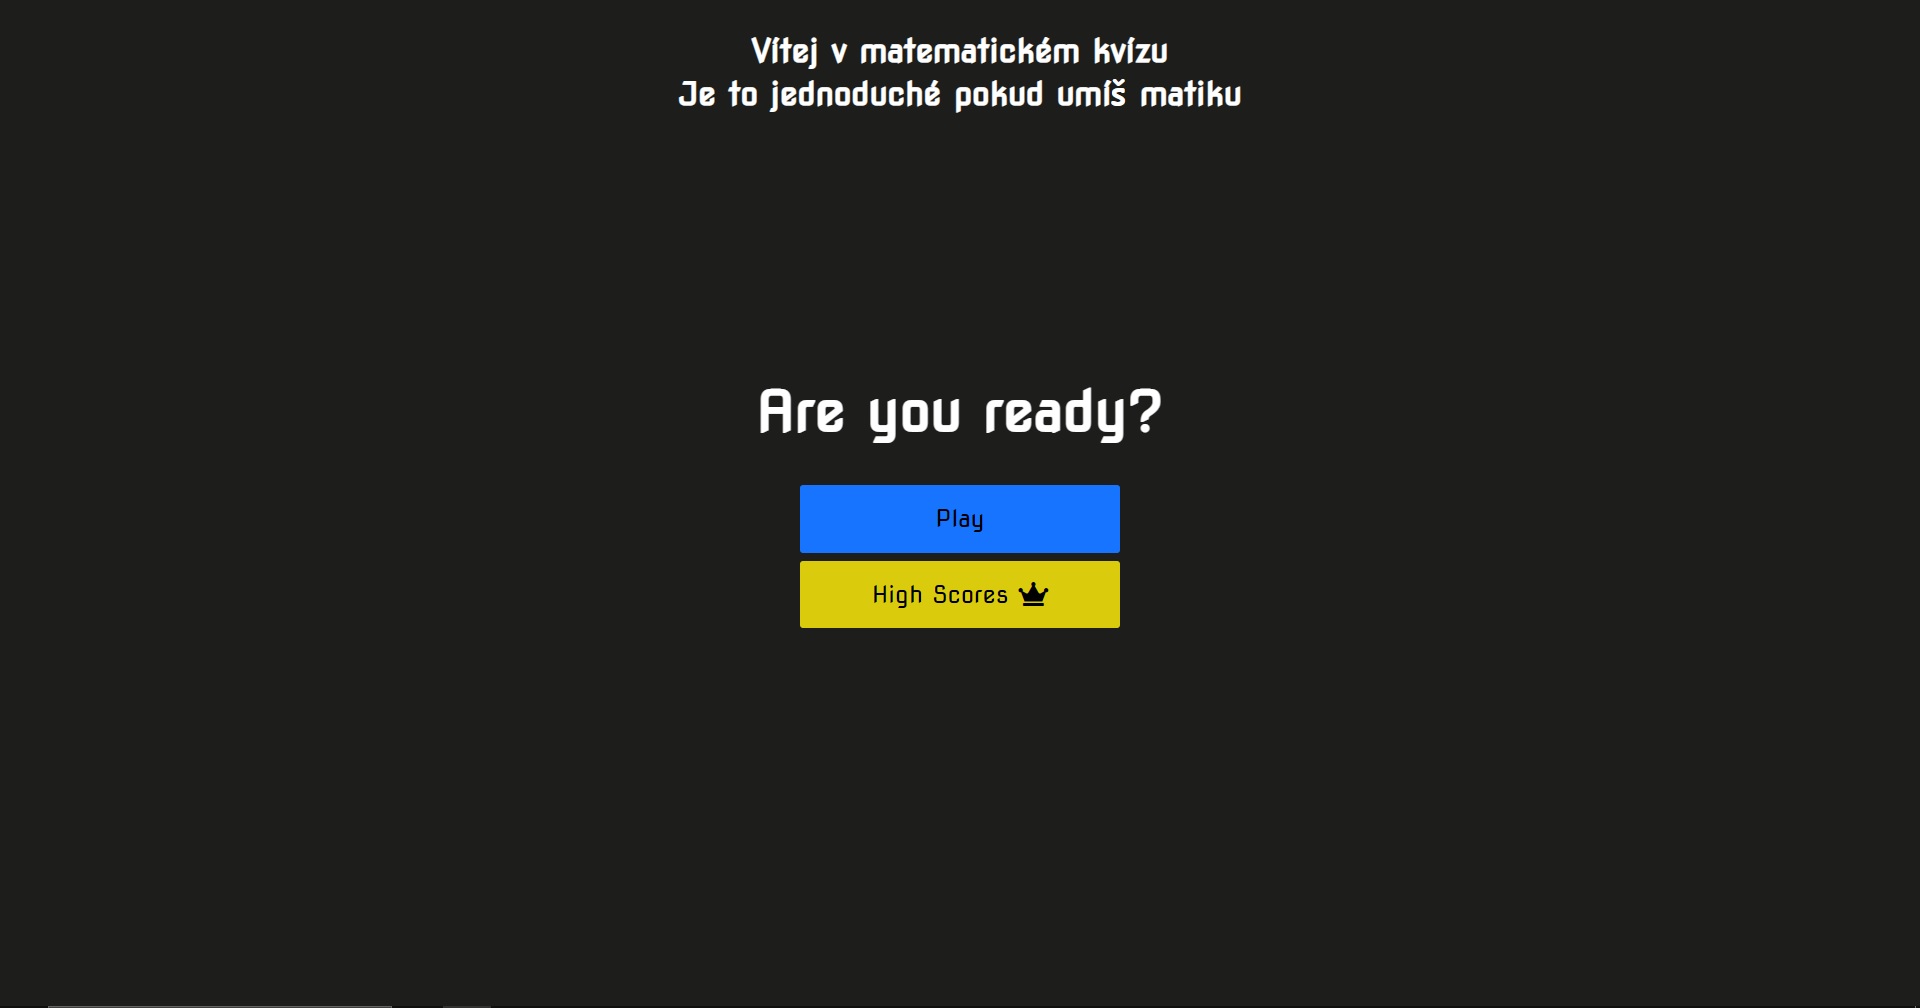 Vítej v matematickém kvízu
Je to jednoduché pokud umíš matiku
Are you ready?
Play
High Scores